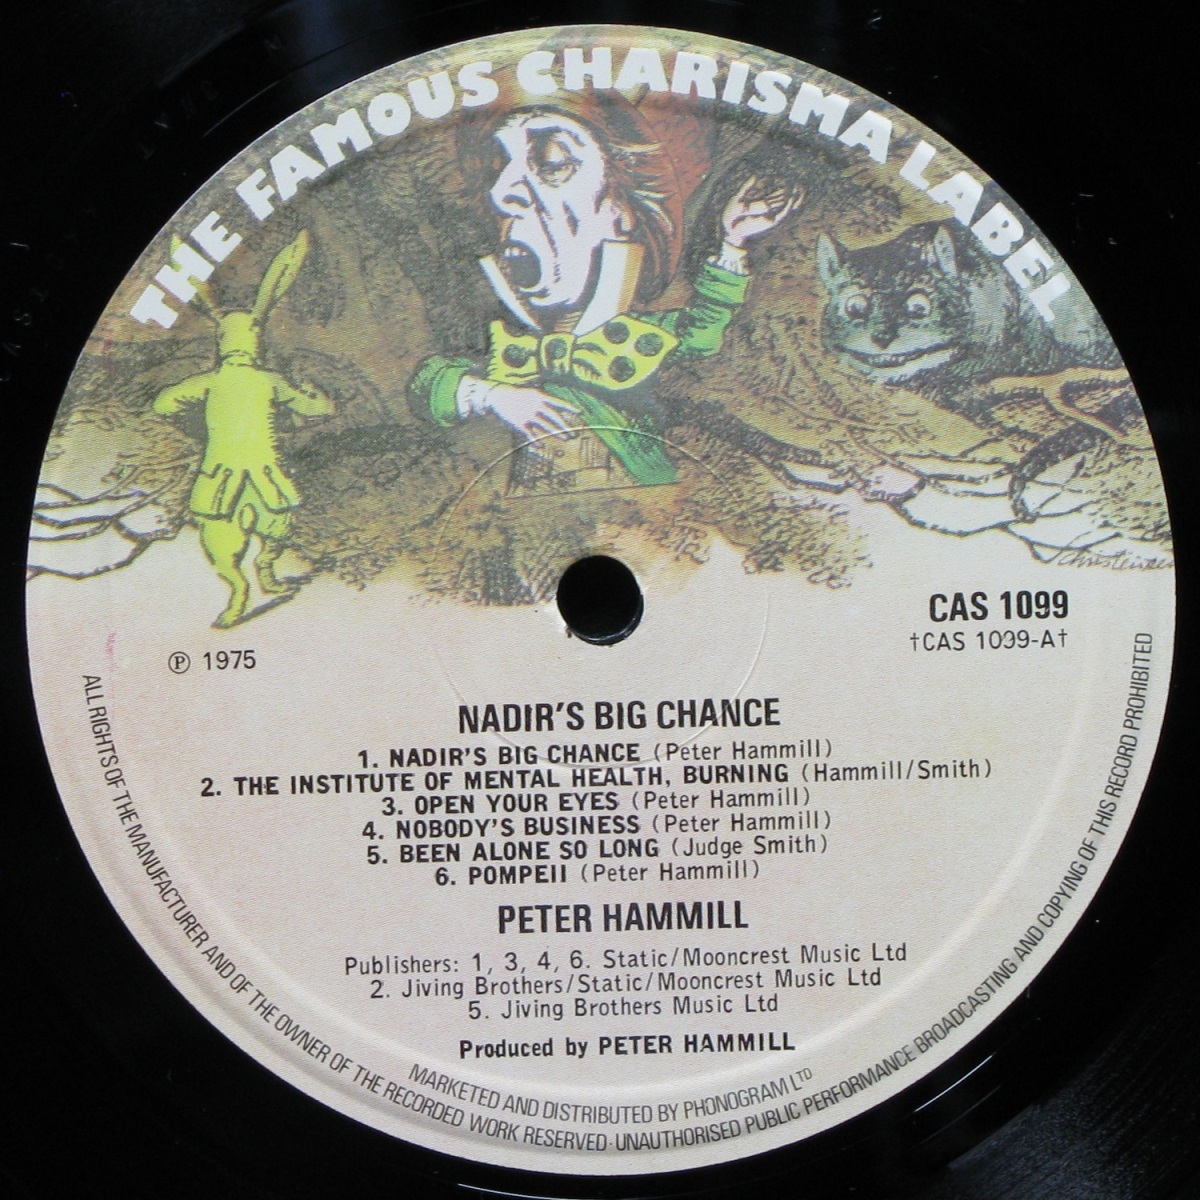 THE FAMOUS CHARISMA LABEL
Christensen
CAS 1099
†CAS 1099-A†
Ⓟ 1975
NADIR'S BIG CHANCE
1. NADIR'S BIG CHANCE (Peter Hammill)
2. THE INSTITUTE OF MENTAL HEALTH, BURNING (Hammill/Smith)
3. OPEN YOUR EYES (Peter Hammill)
4. NOBODY'S BUSINESS (Peter Hammill)
5. BEEN ALONE SO LONG (Judge Smith)
6. POMPEII (Peter Hammill)
PETER HAMMILL
Publishers: 1, 3, 4, 6. Static/Mooncrest Music Ltd
2. Jiving Brothers/Static/Mooncrest Music Ltd
5. Jiving Brothers Music Ltd
Produced by PETER HAMMILL
MARKETED AND DISTRIBUTED BY PHONOGRAM LTD
ALL RIGHTS OF THE MANUFACTURER AND OF THE OWNER OF THE RECORDED WORK RESERVED·UNAUTHORISED PUBLIC PERFORMANCE BROADCASTING AND COPYING OF THIS RECORD PROHIBITED